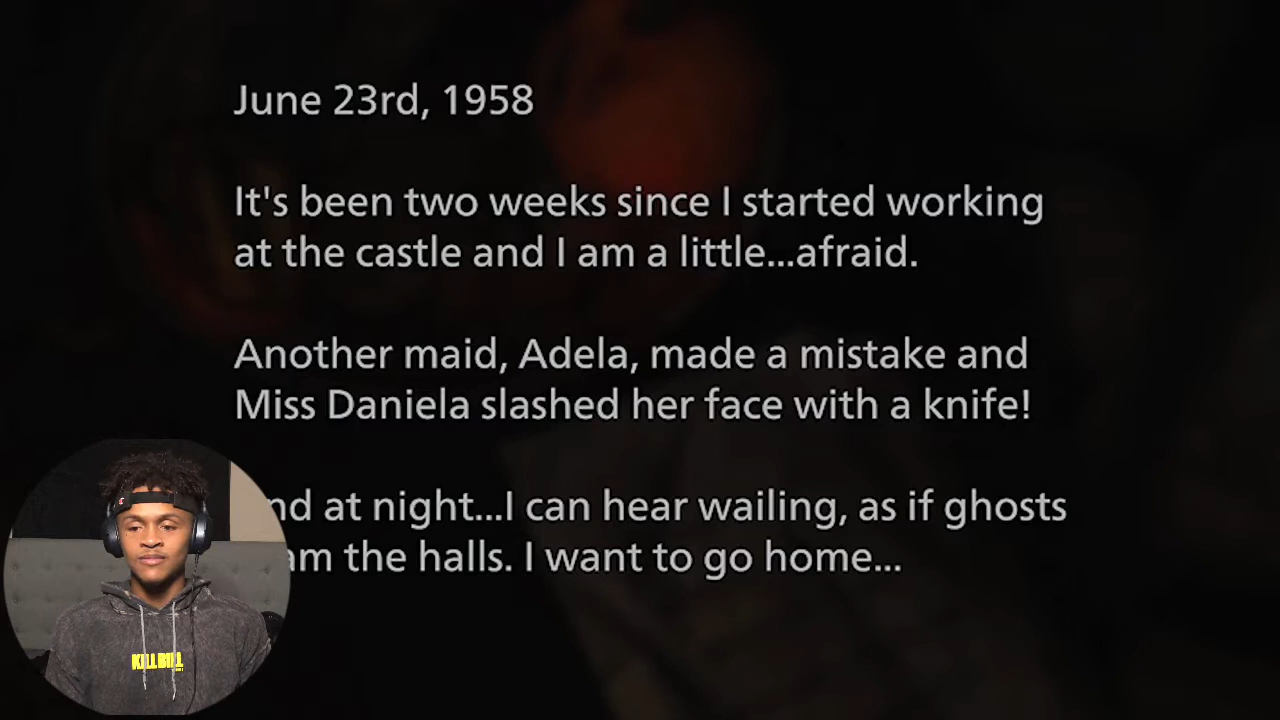 June 23rd, 1958
It's been two weeks since I started working
at the castle and I am a little...afraid.
Another maid, Adela, made a mistake and
Miss Daniela slashed her face with a knife!
at night...I can hear wailing, as if ghosts
the halls. I want to go home...
KILL BILL